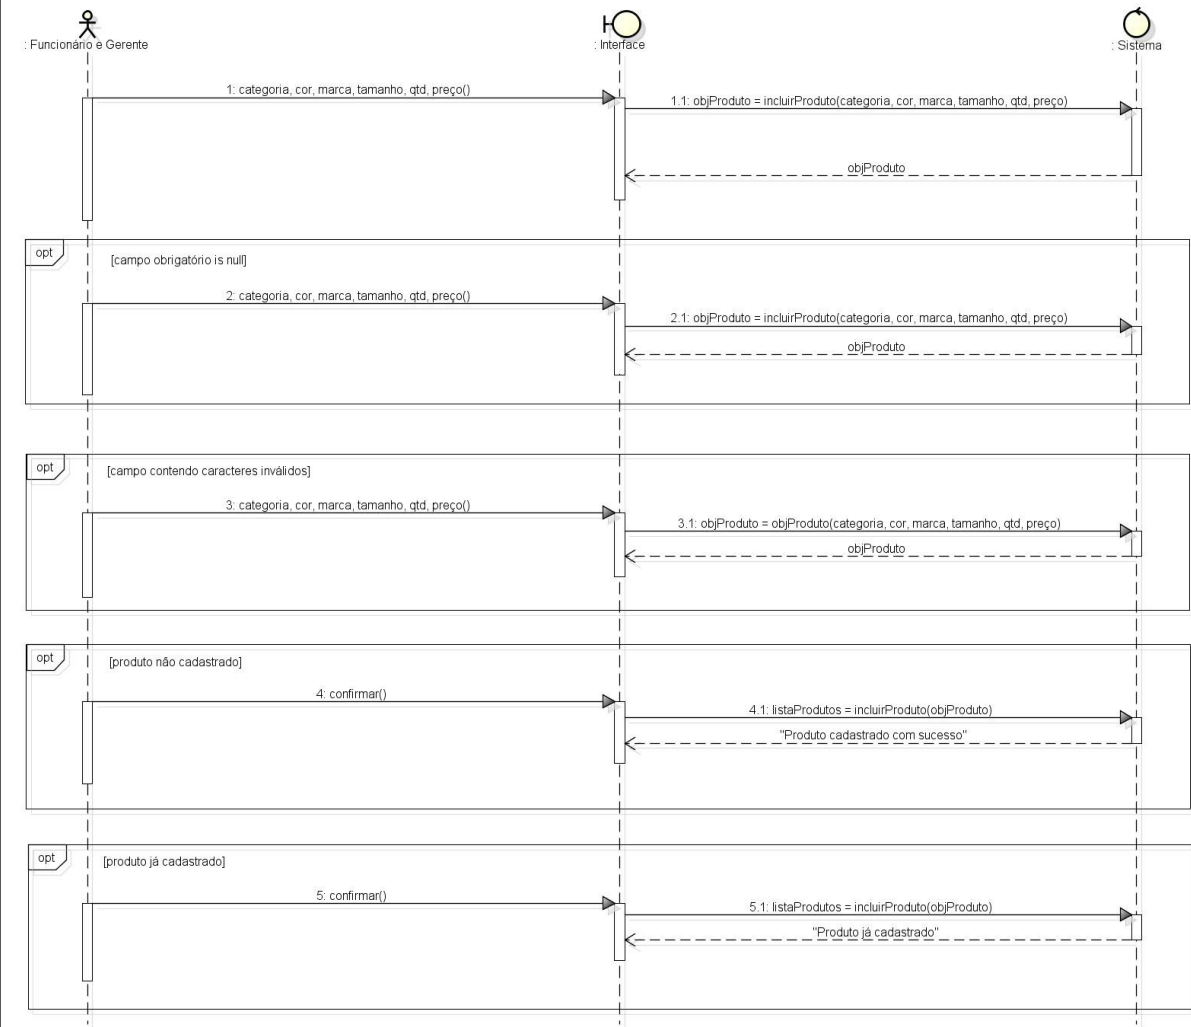 : Funcionário e Gerente
: Interface
: Sistema
1: categoria, cor, marca, tamanho, qtd, preço()
1.1: objProduto = incluirProduto(categoria, cor, marca, tamanho, qtd, preço)
objProduto
opt
[campo obrigatório is null]
2: categoria, cor, marca, tamanho, qtd, preço()
2.1: objProduto = incluirProduto(categoria, cor, marca, tamanho, qtd, preço)
objProduto
opt
[campo contendo caracteres inválidos]
3: categoria, cor, marca, tamanho, qtd, preço()
3.1: objProduto = objProduto(categoria, cor, marca, tamanho, qtd, preço)
objProduto
opt
[produto não cadastrado]
4: confirmar()
4.1: listaProdutos = incluirProduto(objProduto)
"Produto cadastrado com sucesso"
opt
[produto já cadastrado]
5: confirmar()
5.1: listaProdutos = incluirProduto(objProduto)
"Produto já cadastrado"